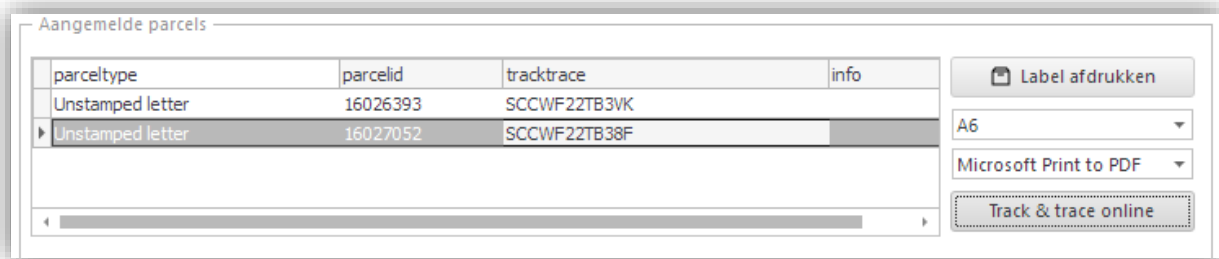 Aangemelde parcels
parceltype parcelid tracktrace info
Unstamped letter 16026393 SCCWF22TB3VK
Unstamped letter 16027052 SCCWF22TB38F
Label afdrukken
A6
Microsoft Print to PDF
Track & trace online